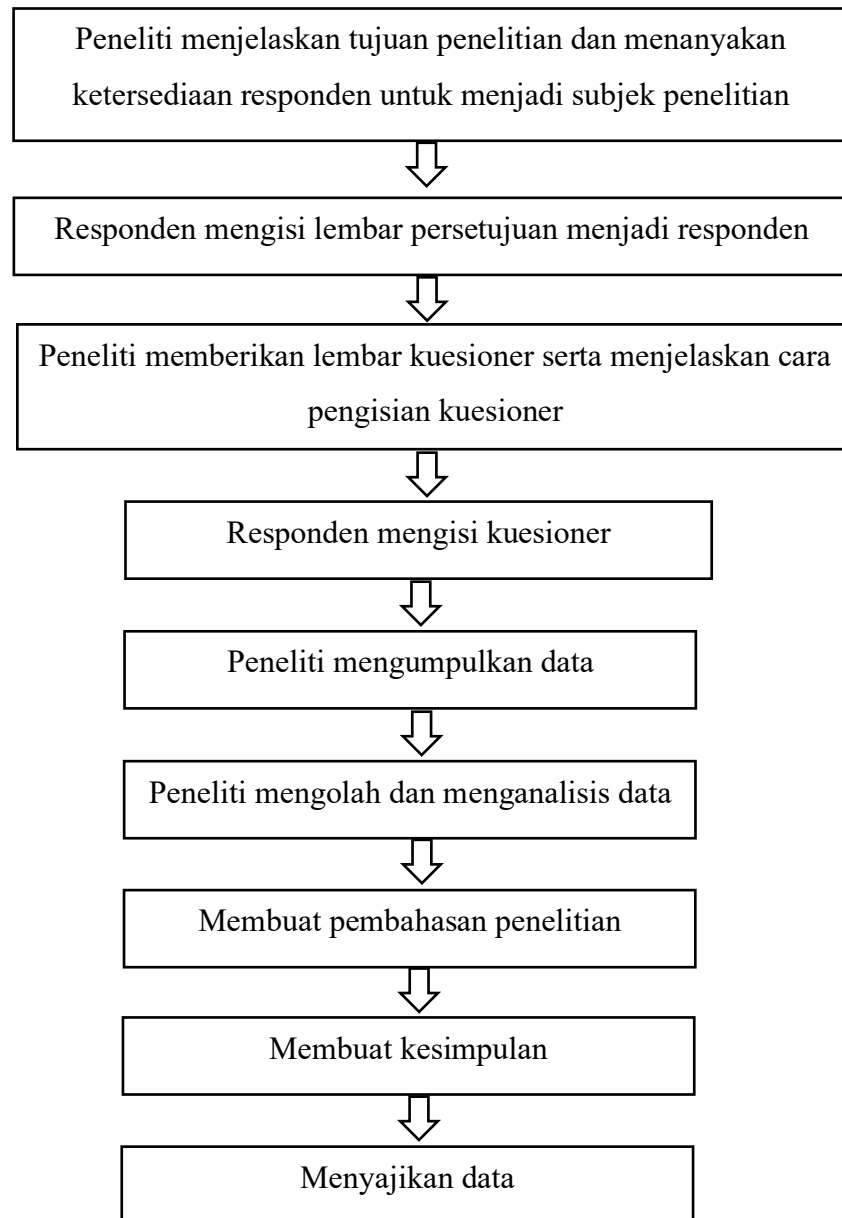 Peneliti menjelaskan tujuan penelitian dan menanyakan
ketersediaan responden untuk menjadi subjek penelitian
Responden mengisi lembar persetujuan menjadi responden
Peneliti memberikan lembar kuesioner serta menjelaskan cara
pengisian kuesioner
Responden mengisi kuesioner
Peneliti mengumpulkan data
Peneliti mengolah dan menganalisis data
Membuat pembahasan penelitian
Membuat kesimpulan
Menyajikan data